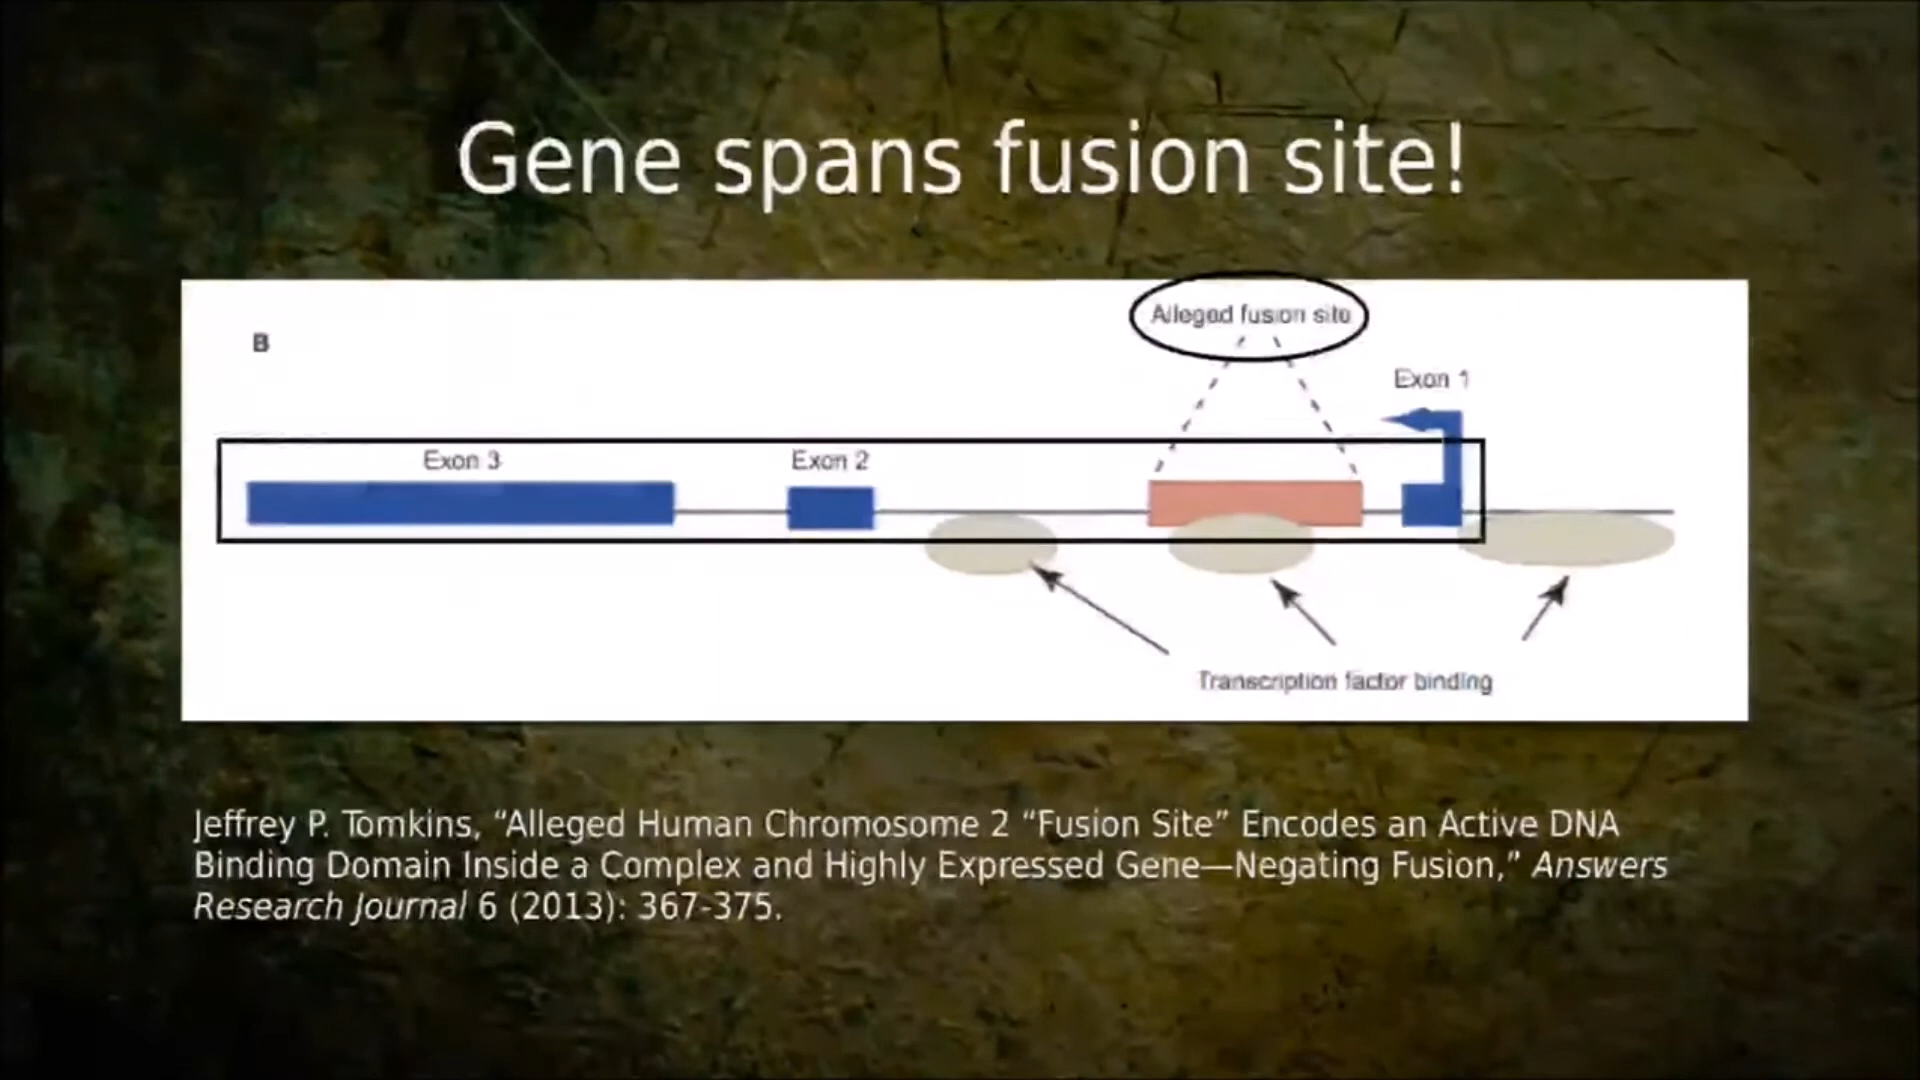 Gene spans fusion site!
Alleged fusion site
B
Exon 1
Exon 3
Exon 2
Transcription factor binding
Jeffrey P. Tomkins, “Alleged Human Chromosome 2 “Fusion Site” Encodes an Active DNA
Binding Domain Inside a Complex and Highly Expressed Gene—Negating Fusion,” Answers
Research Journal 6 (2013): 367-375.